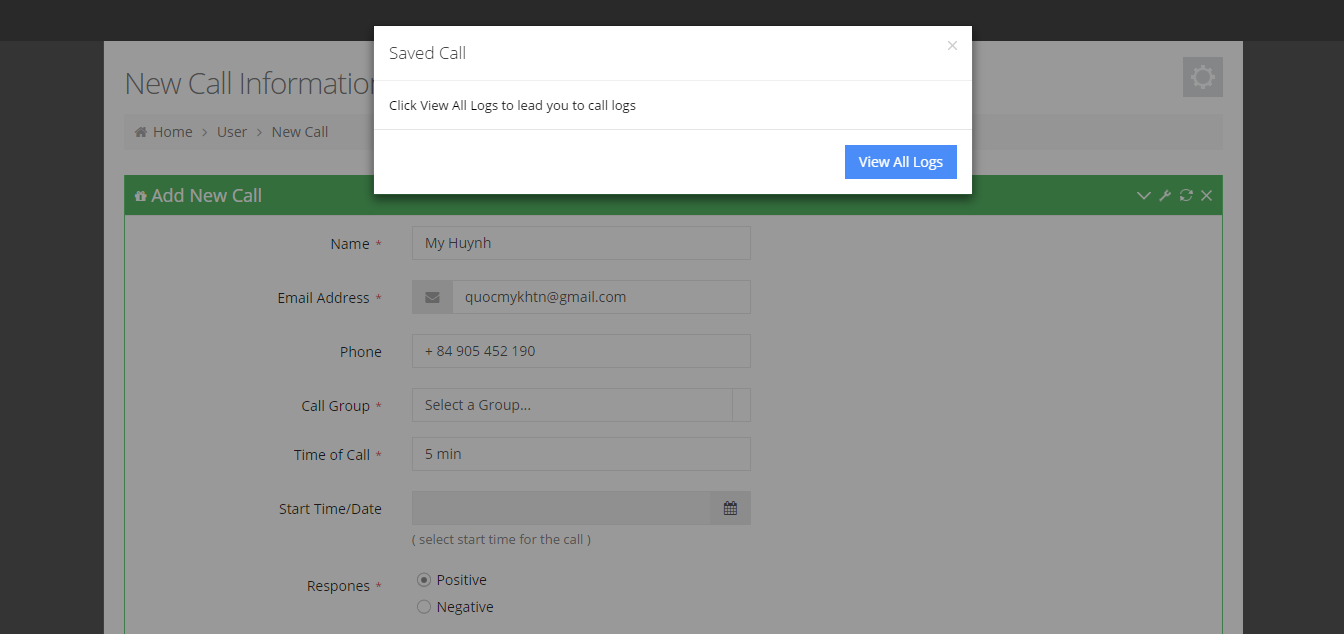 Saved Call ×
Click View All Logs to lead you to call logs
View All Logs
New Call Information
Home > User > New Call
Add New Call
Name * My Huynh
Email Address * quocmykhtn@gmail.com
Phone + 84 905 452 190
Call Group * Select a Group...
Time of Call * 5 min
Start Time/Date
( select start time for the call )
Respones * Positive
Negative